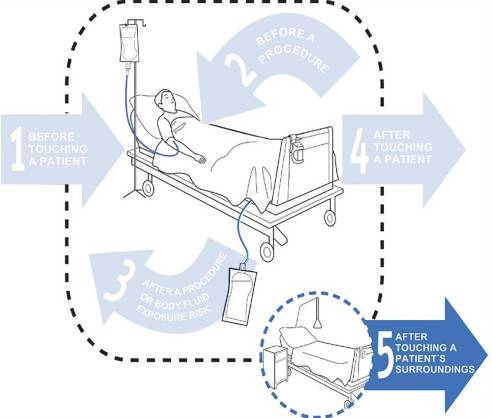 1 BEFORE
TOUCHING
A PATIENT
2 BEFORE A
PROCEDURE
3 AFTER A PROCEDURE
OR BODY FLUID
EXPOSURE RISK
4 AFTER
TOUCHING
A PATIENT
5 AFTER
TOUCHING A
PATIENT'S
SURROUNDINGS